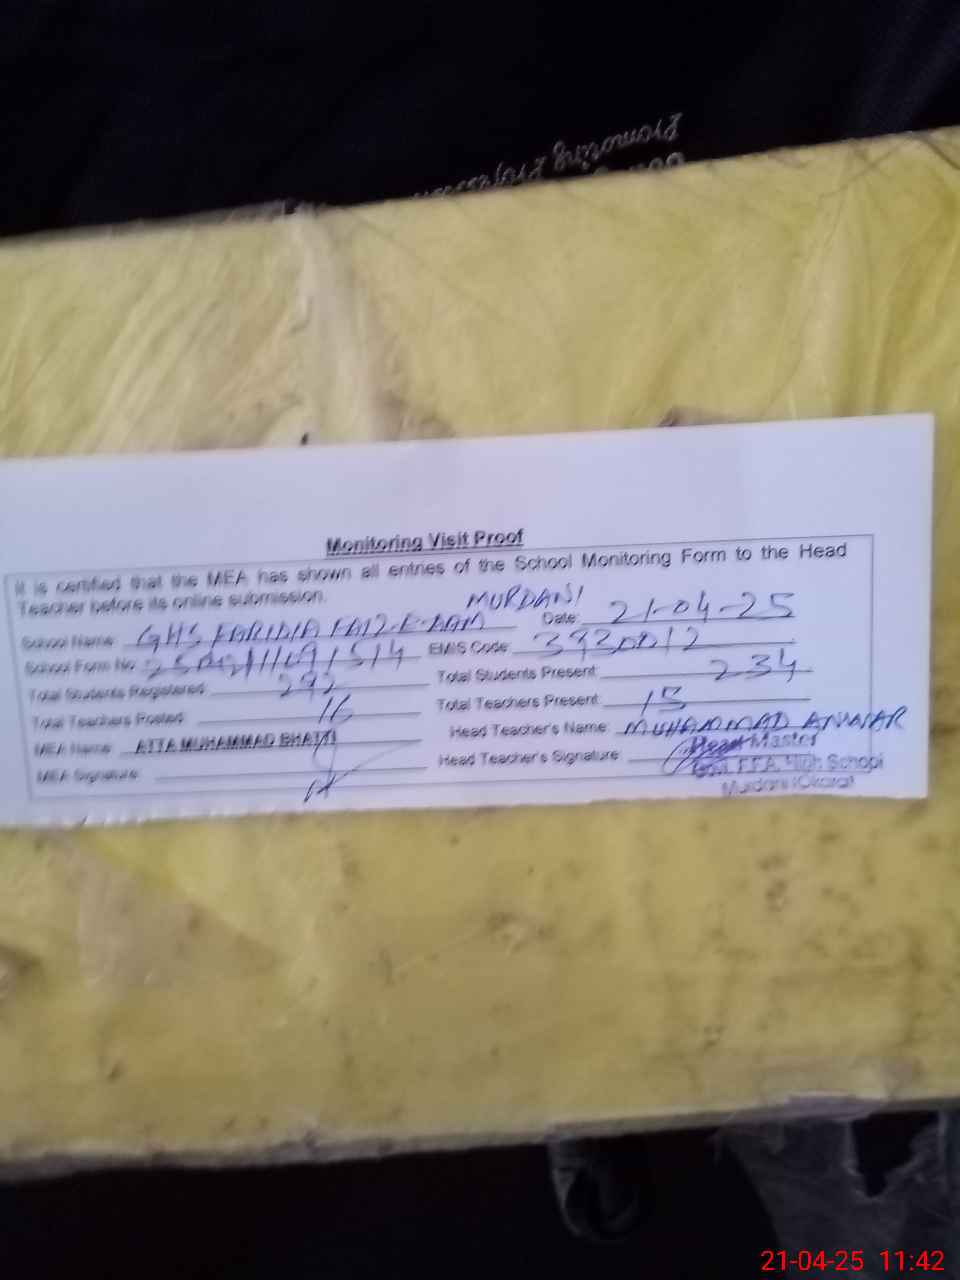 Promoting Professional
Monitoring Visit Proof
It is certified that the MEA has shown all entries of the School Monitoring Form to the Head
Teacher before its online submission.
MURDANI
School Name: GHS FARIDIA FAIZ-E-AAM Date: 21-04-25
School Form No: EMIS Code: 3930012
Total Students Registered: 292 Total Students Present: 234
Total Teachers Posted: 16 Total Teachers Present: 15
MEA Name: ATTA MUHAMMAD BHATTI Head Teacher's Name: MUHAMMAD ANWAR
MEA Signature: Head Teacher's Signature:
Head Master
Govt. F.F.A. High School
Murdani (Okara)
21-04-25 11:42